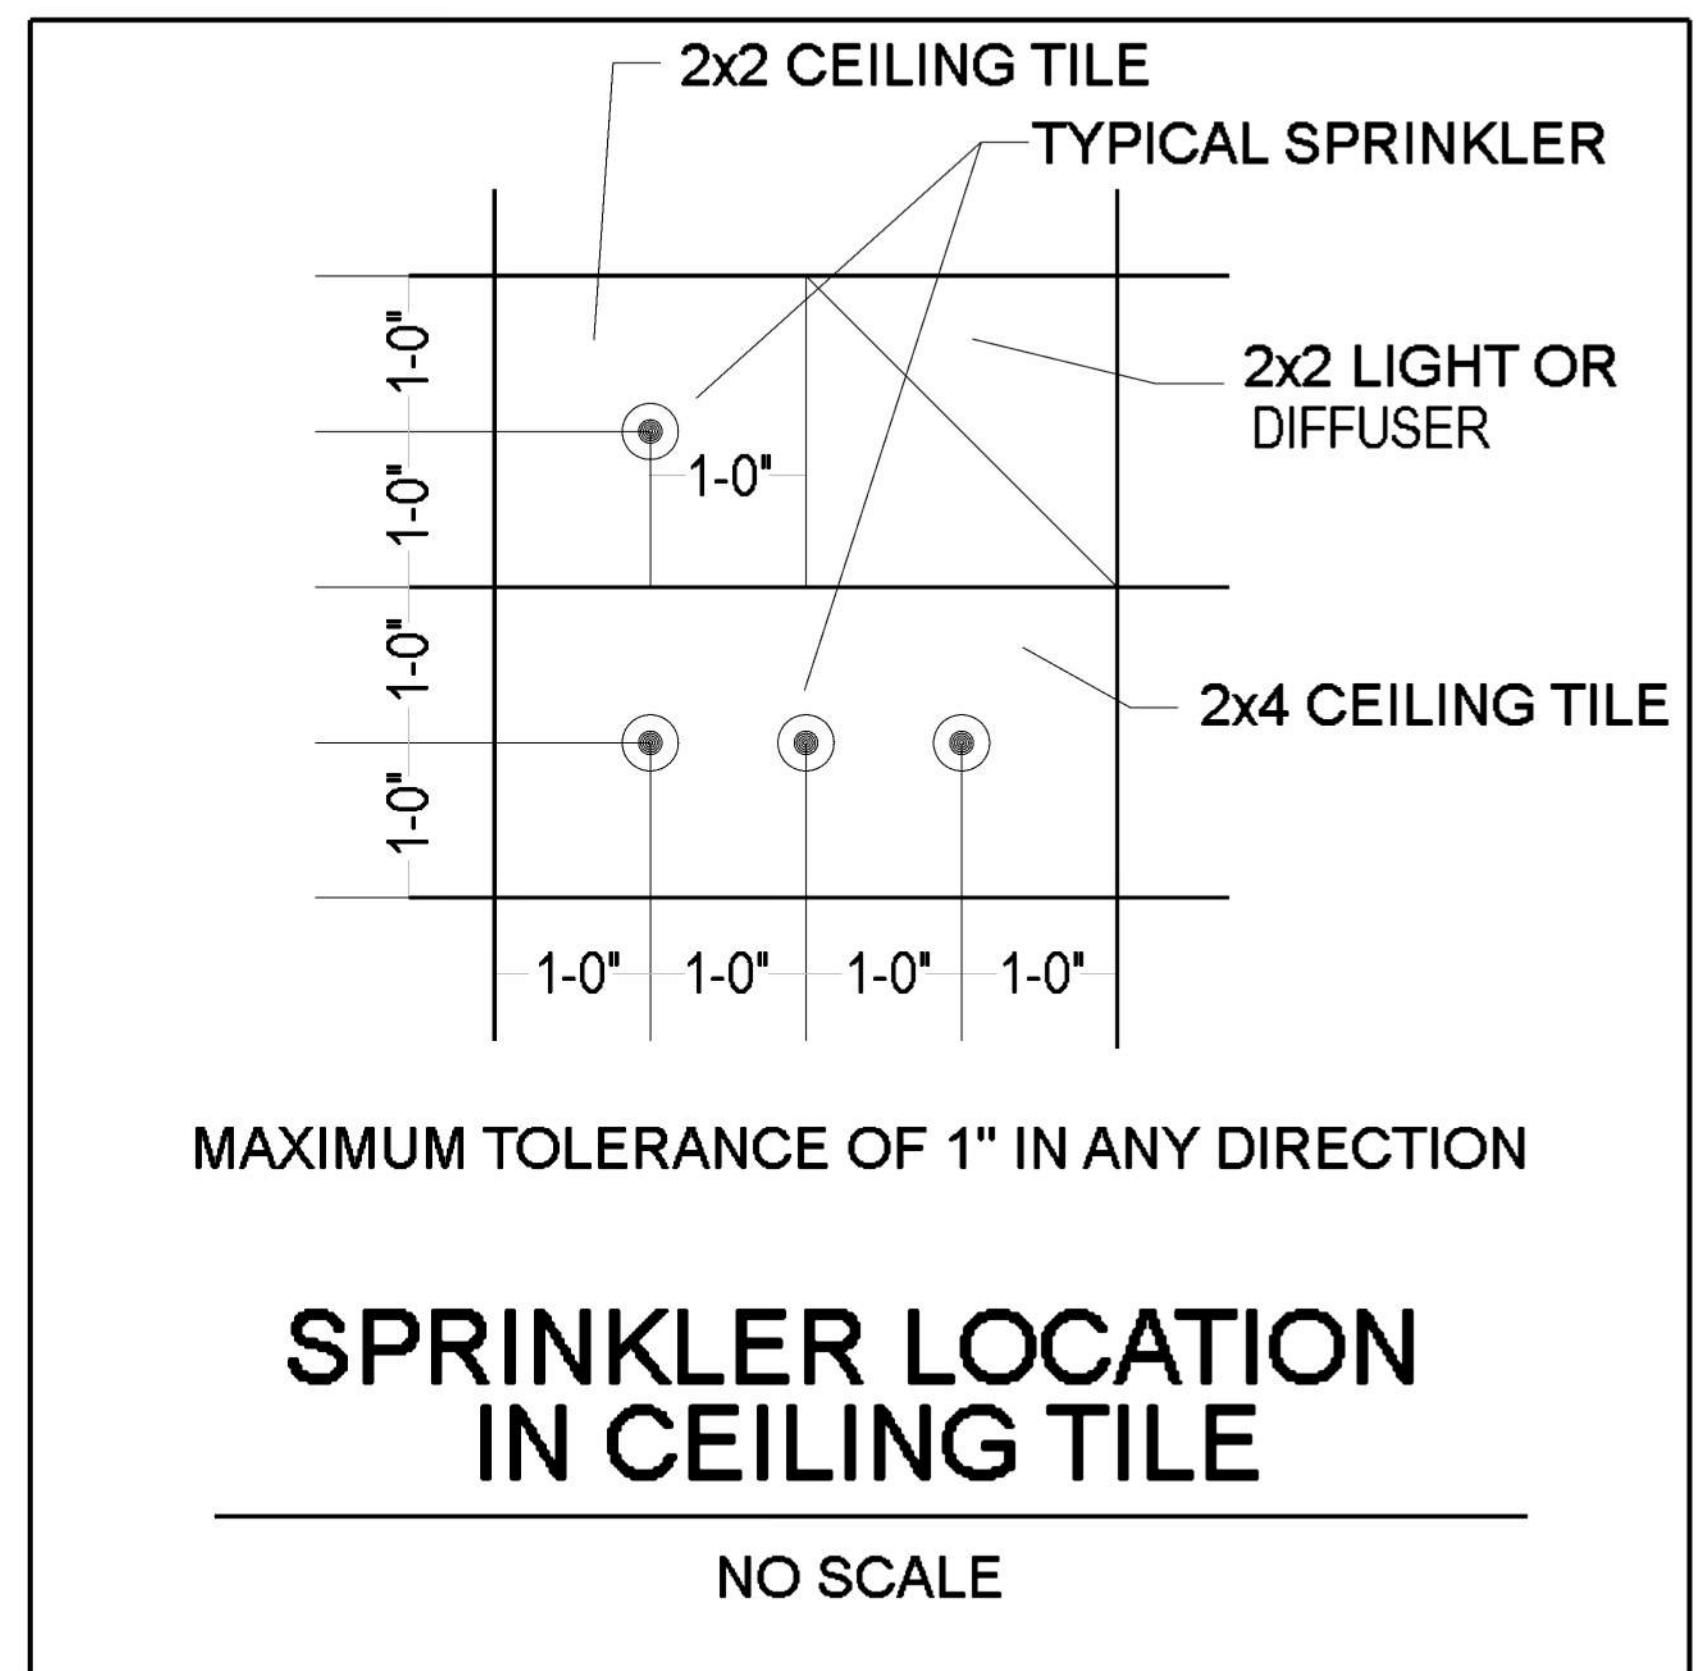 2x2 CEILING TILE
TYPICAL SPRINKLER
1-0"
2x2 LIGHT OR
DIFFUSER
1-0"
1-0"
1-0"
2x4 CEILING TILE
1-0"
1-0" 1-0" 1-0" 1-0"
MAXIMUM TOLERANCE OF 1" IN ANY DIRECTION
SPRINKLER LOCATION
IN CEILING TILE
NO SCALE